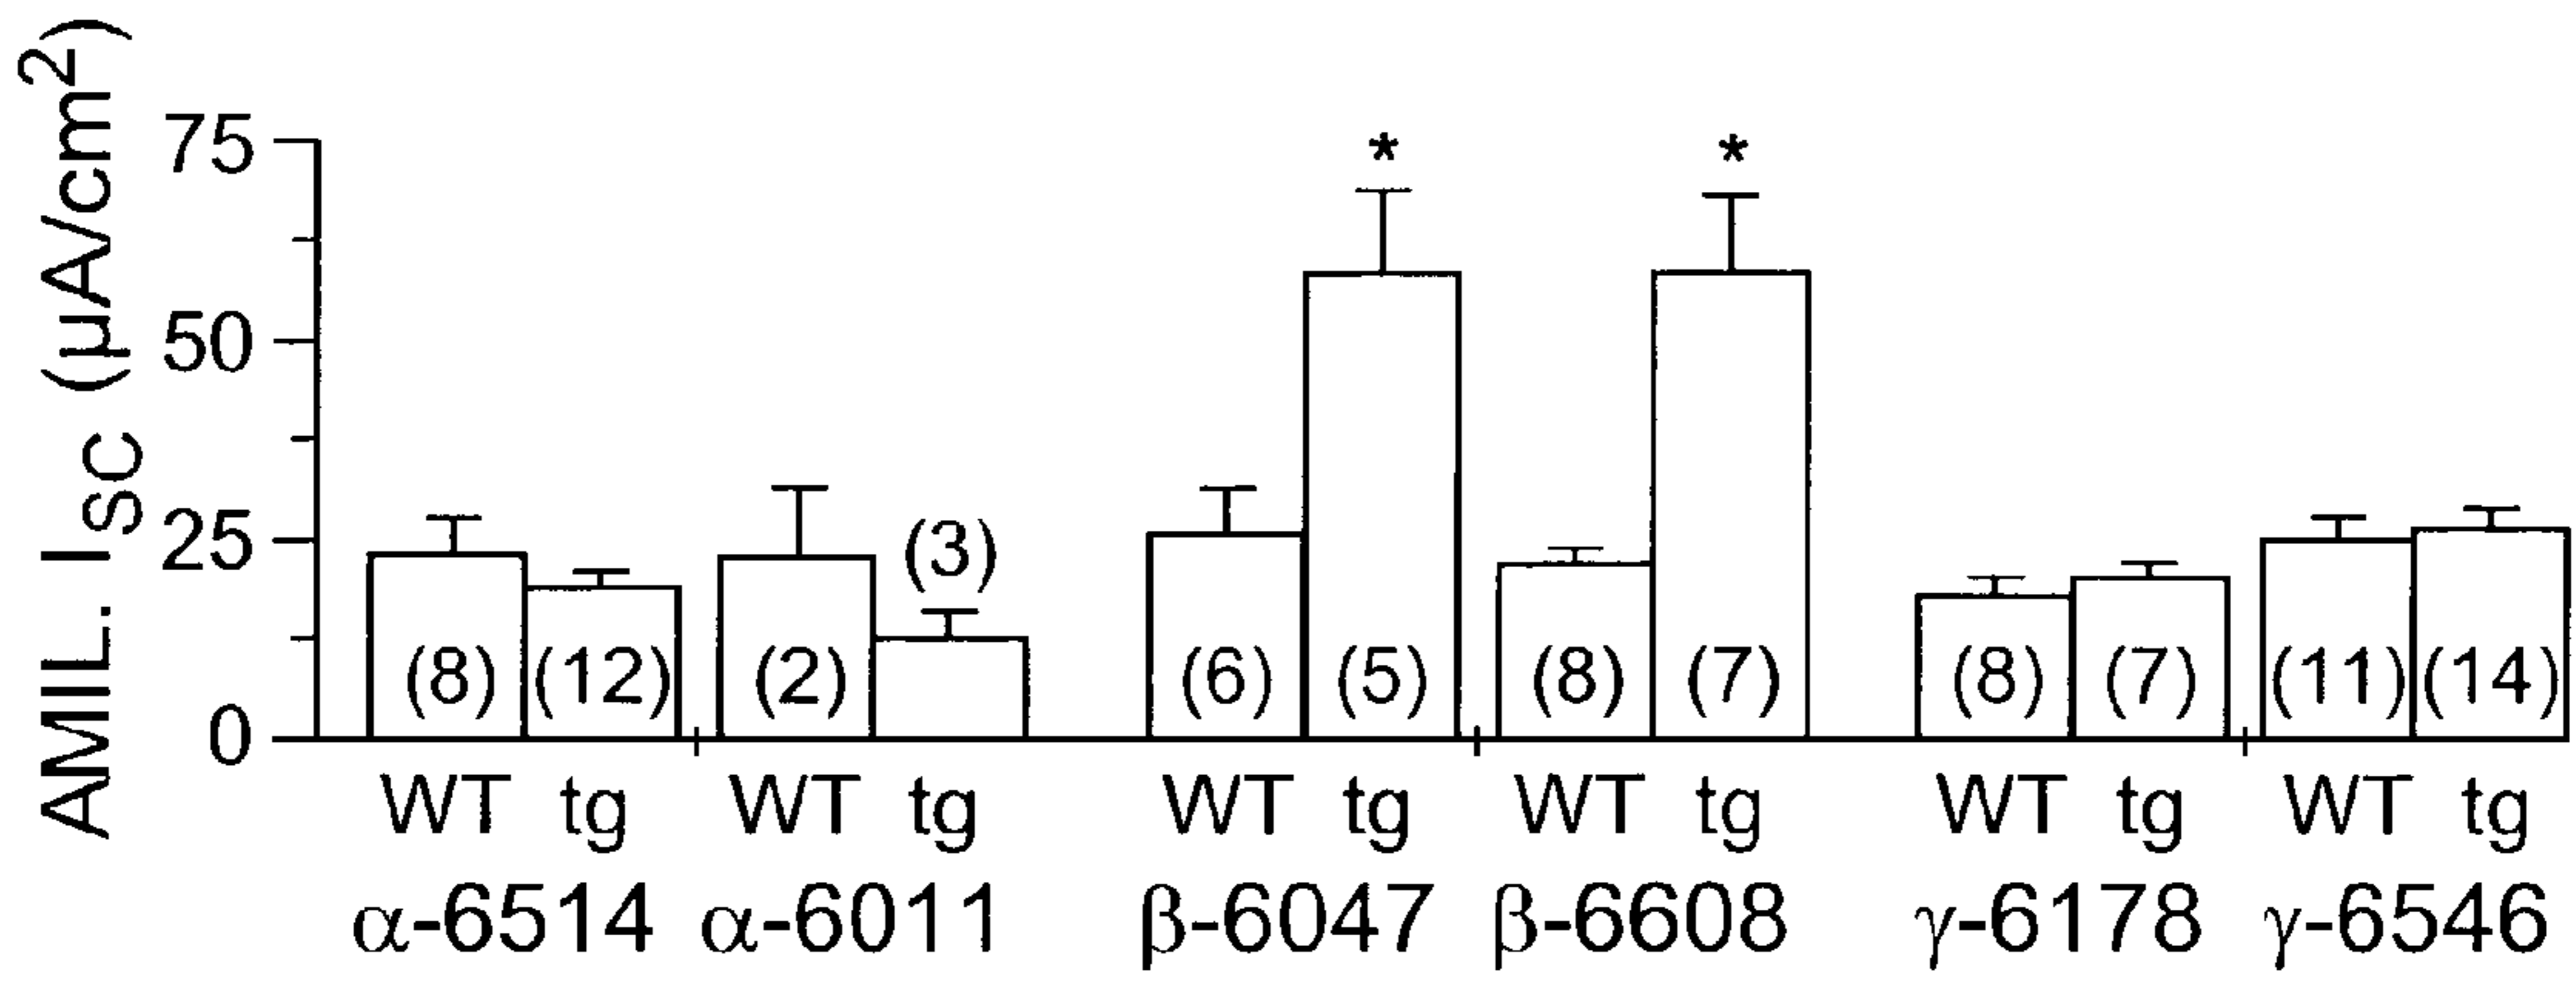 AMIL. ISC (µA/cm2)
75
50
25
0
* *
(3)
(8) (12) (2) (6) (5) (8) (7) (8) (7) (11) (14)
WT tg WT tg WT tg WT tg WT tg WT tg
α-6514 α-6011 β-6047 β-6608 γ-6178 γ-6546